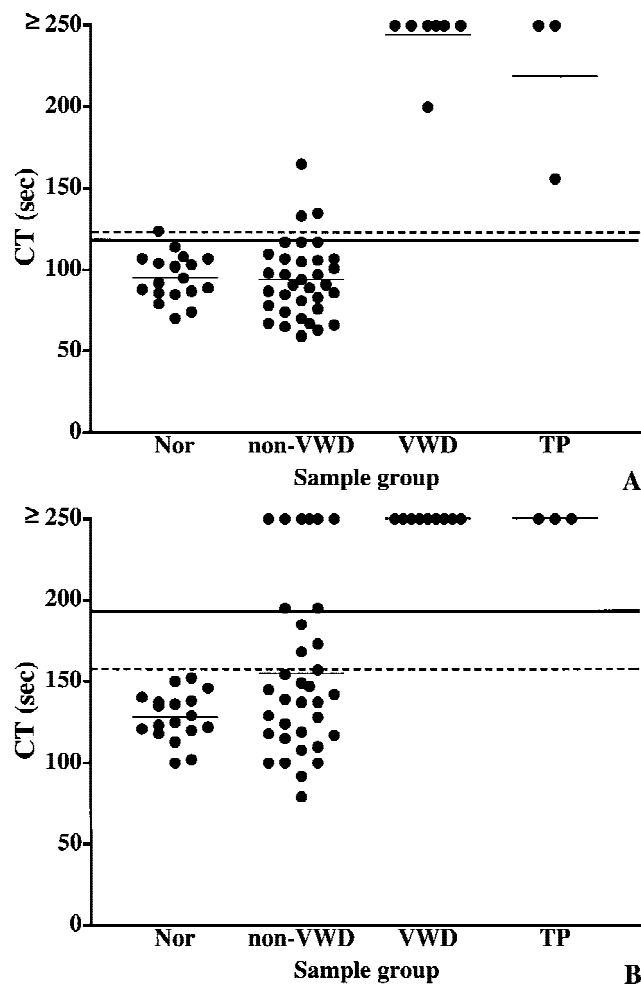 ≥ 250
200
150
100
50
0
CT (sec)
Nor non-VWD VWD TP
Sample group
A
≥ 250
200
150
100
50
0
CT (sec)
Nor non-VWD VWD TP
Sample group
B